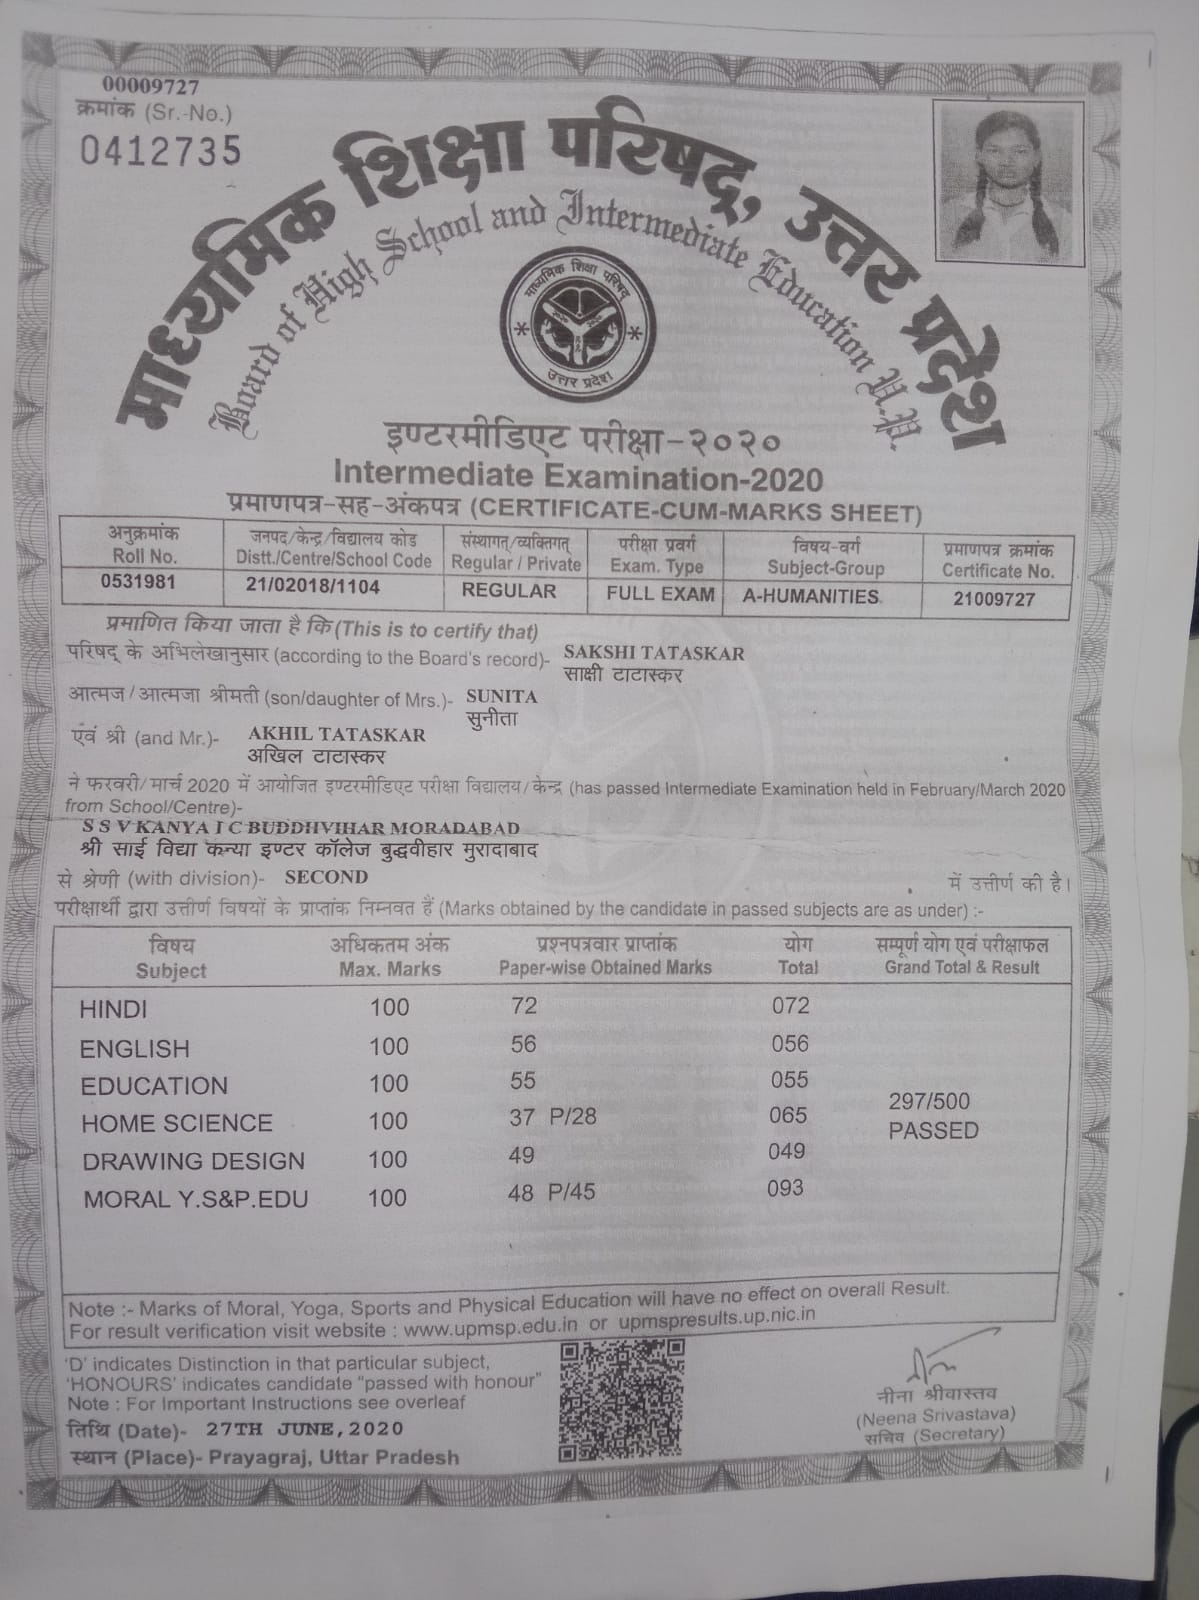 00009727
क्रमांक (Sr.-No.)
0412735
माध्यमिक शिक्षा परिषद्, उत्तर प्रदेश
Board of High School and Intermediate Education U.P.
माध्यमिक शिक्षा परिषद्
उत्तर प्रदेश
इण्टरमीडिएट परीक्षा-२०२०
Intermediate Examination-2020
प्रमाणपत्र-सह-अंकपत्र (CERTIFICATE-CUM-MARKS SHEET)
अनुक्रमांक जनपद/केन्द्र/विद्यालय कोड संस्थागत्/व्यक्तिगत् परीक्षा प्रवर्ग विषय-वर्ग प्रमाणपत्र क्रमांक
Roll No. Distt./Centre/School Code Regular / Private Exam. Type Subject-Group Certificate No.
0531981 21/02018/1104 REGULAR FULL EXAM A-HUMANITIES 21009727
प्रमाणित किया जाता है कि (This is to certify that)
परिषद् के अभिलेखानुसार (according to the Board's record)- SAKSHI TATASKAR
साक्षी टाटास्कर
आत्मज/आत्मजा श्रीमती (son/daughter of Mrs.)- SUNITA
सुनीता
एवं श्री (and Mr.)- AKHIL TATASKAR
अखिल टाटास्कर
ने फरवरी/मार्च 2020 में आयोजित इण्टरमीडिएट परीक्षा विद्यालय/केन्द्र (has passed Intermediate Examination held in February/March 2020
from School/Centre)-
S S V KANYA I C BUDDHVIHAR MORADABAD
श्री साई विद्या कन्या इण्टर कॉलेज बुद्धवीहार मुरादाबाद
से श्रेणी (with division)- SECOND में उत्तीर्ण की है।
परीक्षार्थी द्वारा उत्तीर्ण विषयों के प्राप्तांक निम्नवत हैं (Marks obtained by the candidate in passed subjects are as under) :-
विषय अधिकतम अंक प्रश्नपत्रवार प्राप्तांक योग सम्पूर्ण योग एवं परीक्षाफल
Subject Max. Marks Paper-wise Obtained Marks Total Grand Total & Result
HINDI 100 72 072
ENGLISH 100 56 056
EDUCATION 100 55 055
HOME SCIENCE 100 37 P/28 065
297/500
PASSED
DRAWING DESIGN 100 49 049
MORAL Y.S&P.EDU 100 48 P/45 093
Note :- Marks of Moral, Yoga, Sports and Physical Education will have no effect on overall Result.
For result verification visit website : www.upmsp.edu.in or upmspresults.up.nic.in
'D' indicates Distinction in that particular subject,
'HONOURS' indicates candidate "passed with honour"
Note : For Important Instructions see overleaf
तिथि (Date)- 27TH JUNE, 2020
स्थान (Place)- Prayagraj, Uttar Pradesh
नीना श्रीवास्तव
(Neena Srivastava)
सचिव (Secretary)